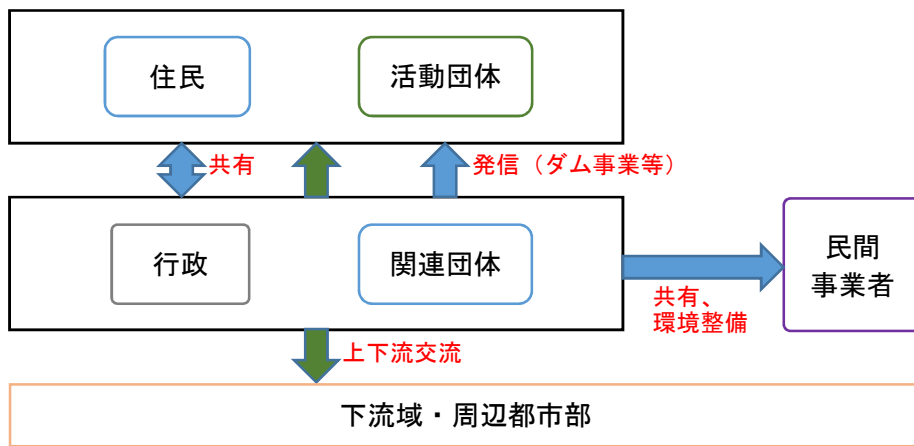 住民
活動団体
共有
発信（ダム事業等）
行政
関連団体
民間
事業者
共有、
環境整備
上下流交流
下流域・周辺都市部